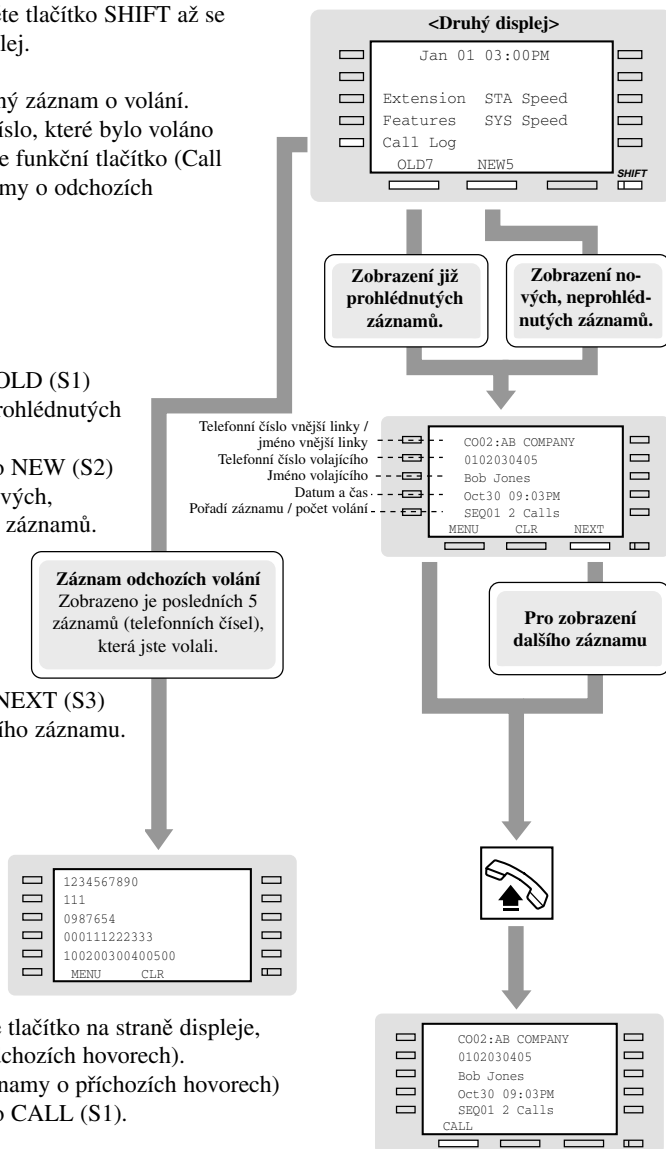 te tlačítko SHIFT až se
lej.
ný záznam o volání.
íslo, které bylo voláno
e funkční tlačítko (Call
my o odchozích
<Druhý displej>
Jan 01 03:00PM
Extension STA Speed
Features SYS Speed
Call Log
OLD7 NEW5
SHIFT
Zobrazení již
prohlédnutých
záznamů.
Zobrazení no-
vých, neprohléd-
nutých záznamů.
OLD (S1)
rohlédnutých
o NEW (S2)
vých,
záznamů.
Telefonní číslo vnější linky /
jméno vnější linky
Telefonní číslo volajícího
Jméno volajícího
Datum a čas
Pořadí záznamu / počet volání
CO02:AB COMPANY
0102030405
Bob Jones
Oct30 09:03PM
SEQ01 2 Calls
MENU CLR NEXT
Záznam odchozích volání
Zobrazeno je posledních 5
záznamů (telefonních čísel),
která jste volali.
Pro zobrazení
dalšího záznamu
NEXT (S3)
ího záznamu.
1234567890
111
0987654
000111222333
100200300400500
MENU CLR
e tlačítko na straně displeje,
chozích hovorech).
namy o příchozích hovorech)
o CALL (S1).
CO02:AB COMPANY
0102030405
Bob Jones
Oct30 09:03PM
SEQ01 2 Calls
CALL